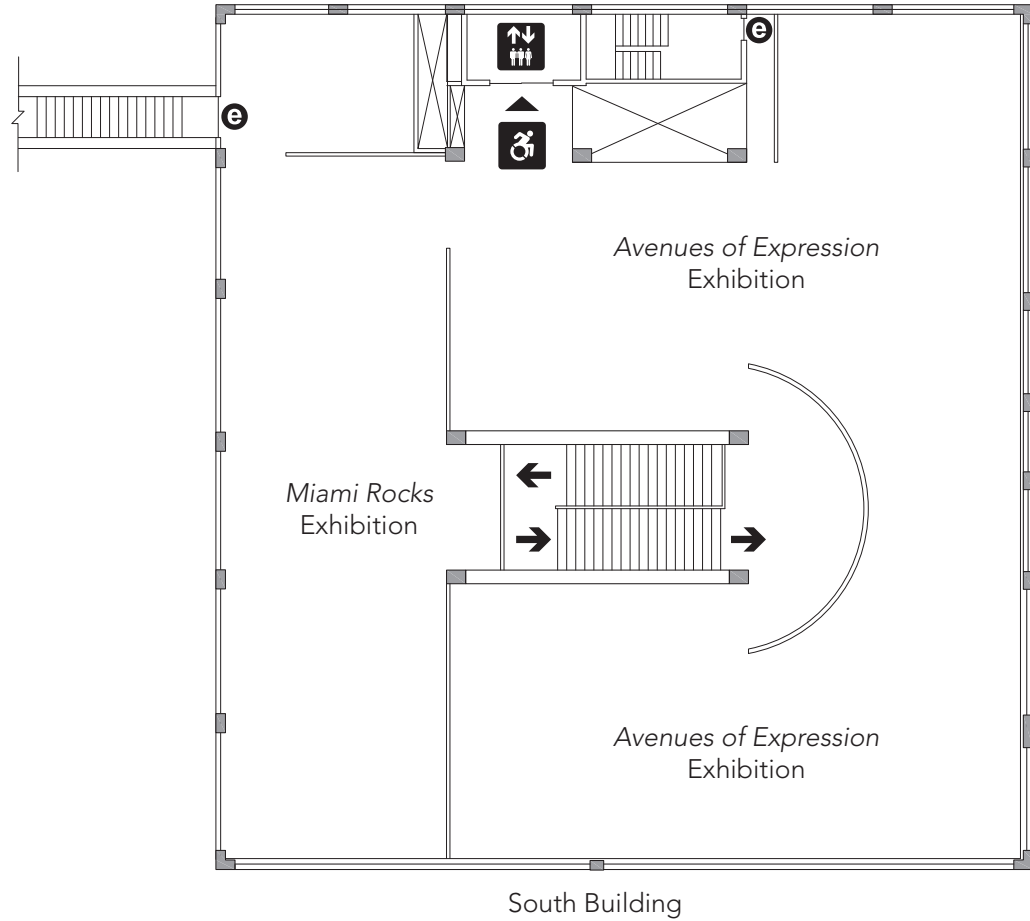 e
e
Avenues of Expression
Exhibition
Miami Rocks
Exhibition
Avenues of Expression
Exhibition
South Building